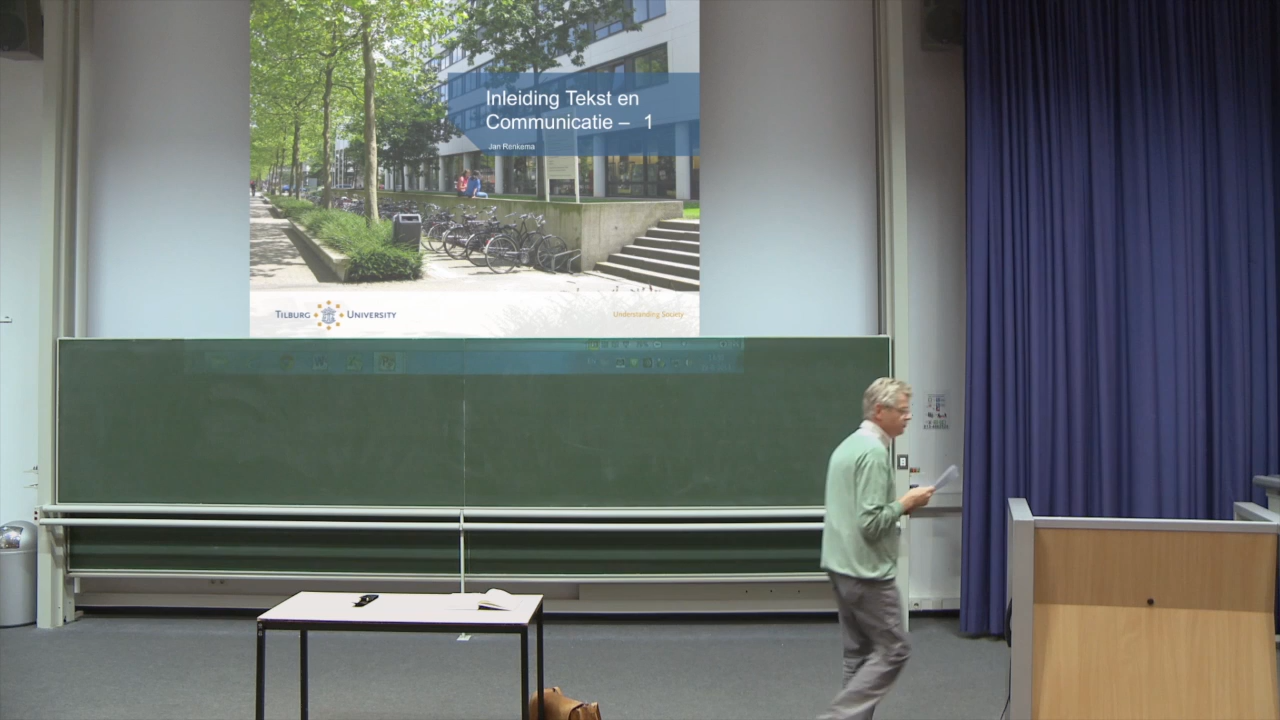 Inleiding Tekst en
Communicatie – 1
Jan Renkema
TILBURG UNIVERSITY
Understanding Society
B